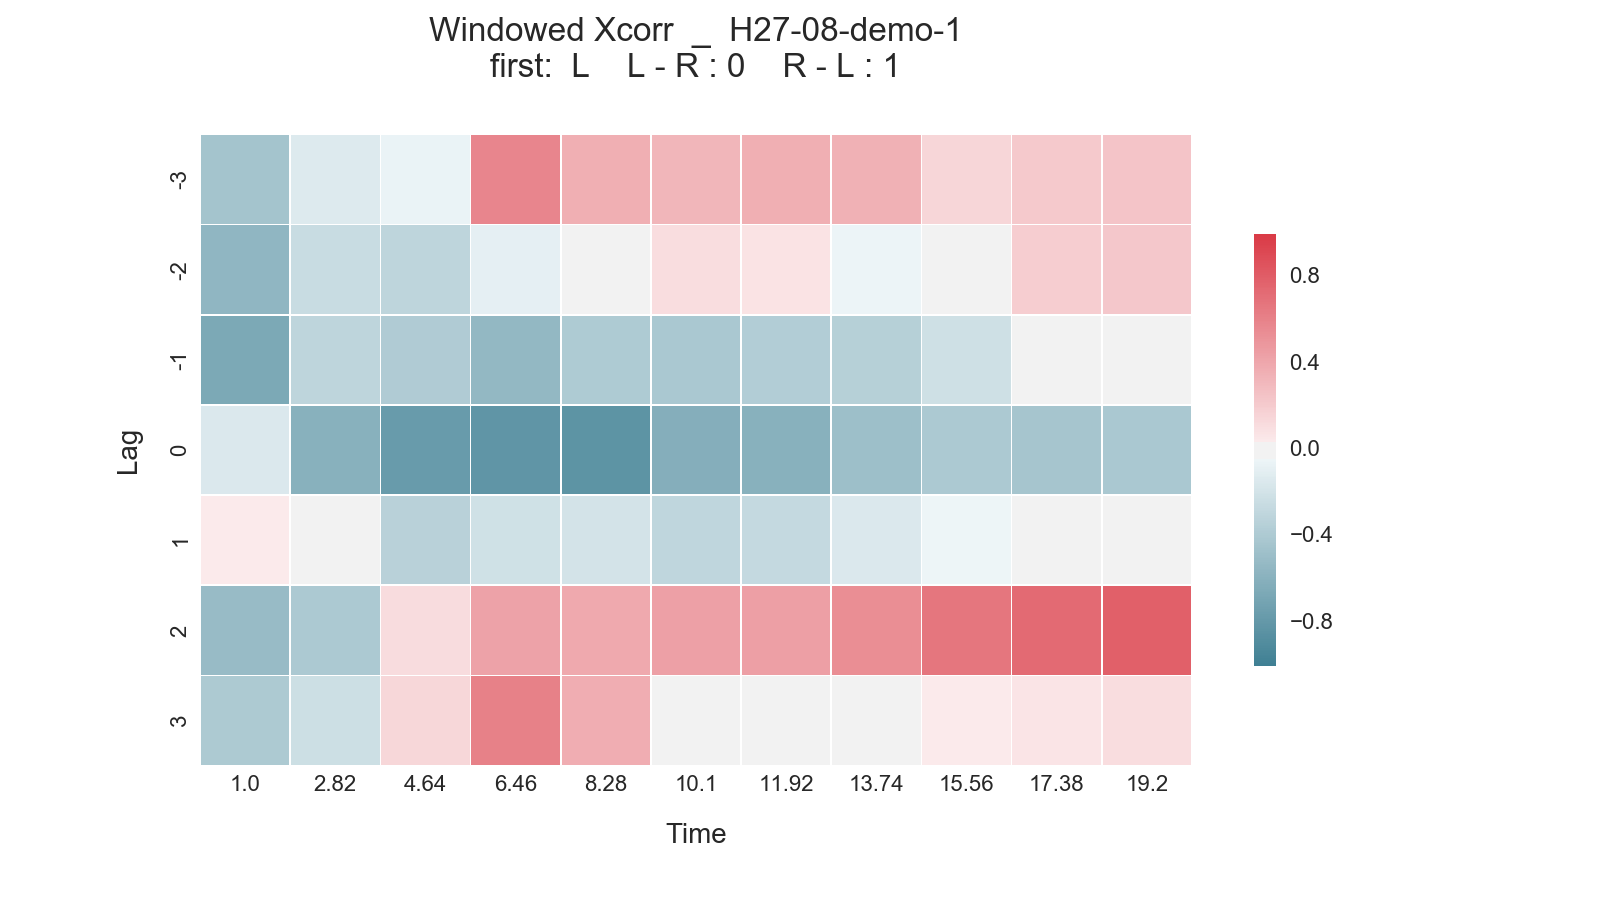 Windowed Xcorr _ H27-08-demo-1
first: L L - R : 0 R - L : 1
-3
-2
-1
0
1
2
3
Lag
1.0 2.82 4.64 6.46 8.28 10.1 11.92 13.74 15.56 17.38 19.2
Time
0.8
0.4
0.0
−0.4
−0.8